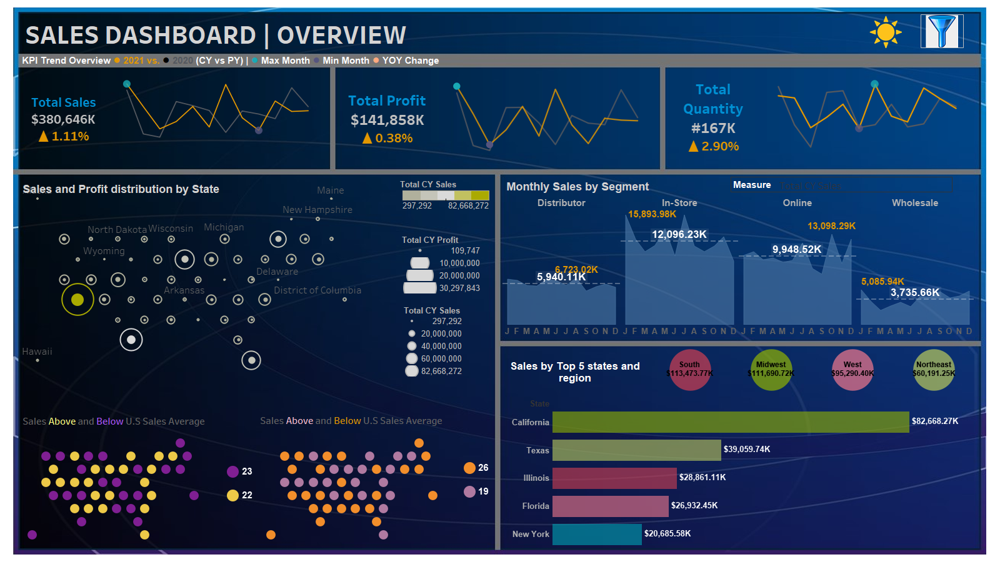 SALES DASHBOARD | OVERVIEW
KPI Trend Overview ● 2021 vs. ● 2020 (CY vs PY) | ● Max Month ● Min Month ● YOY Change
Total Sales
$380,646K
▲ 1.11%
Total Profit
$141,858K
▲ 0.38%
Total
Quantity
#167K
▲ 2.90%
Sales and Profit distribution by State
Maine
New Hampshire
North Dakota
Wisconsin
Michigan
Wyoming
Delaware
Arkansas
District of Columbia
Hawaii
Total CY Sales
297,292
82,668,272
Total CY Profit
109,747
10,000,000
20,000,000
30,297,843
Total CY Sales
297,292
20,000,000
40,000,000
60,000,000
82,668,272
Sales Above and Below U.S Sales Average
23
22
Sales Above and Below U.S Sales Average
26
19
Monthly Sales by Segment
Measure
Total CY Sales
Distributor
In-Store
Online
Wholesale
6,723.02K
5,940.11K
15,893.98K
12,096.23K
13,098.29K
9,948.52K
5,085.94K
3,735.66K
J F M A M J J A S O N D J F M A M J J A S O N D J F M A M J J A S O N D J F M A M J J A S O N D
Sales by Top 5 states and
region
South
$113,473.77K
Midwest
$111,690.72K
West
$95,290.40K
Northeast
$60,191.25K
State
California
$82,668.27K
Texas
$39,059.74K
Illinois
$28,861.11K
Florida
$26,932.45K
New York
$20,685.58K